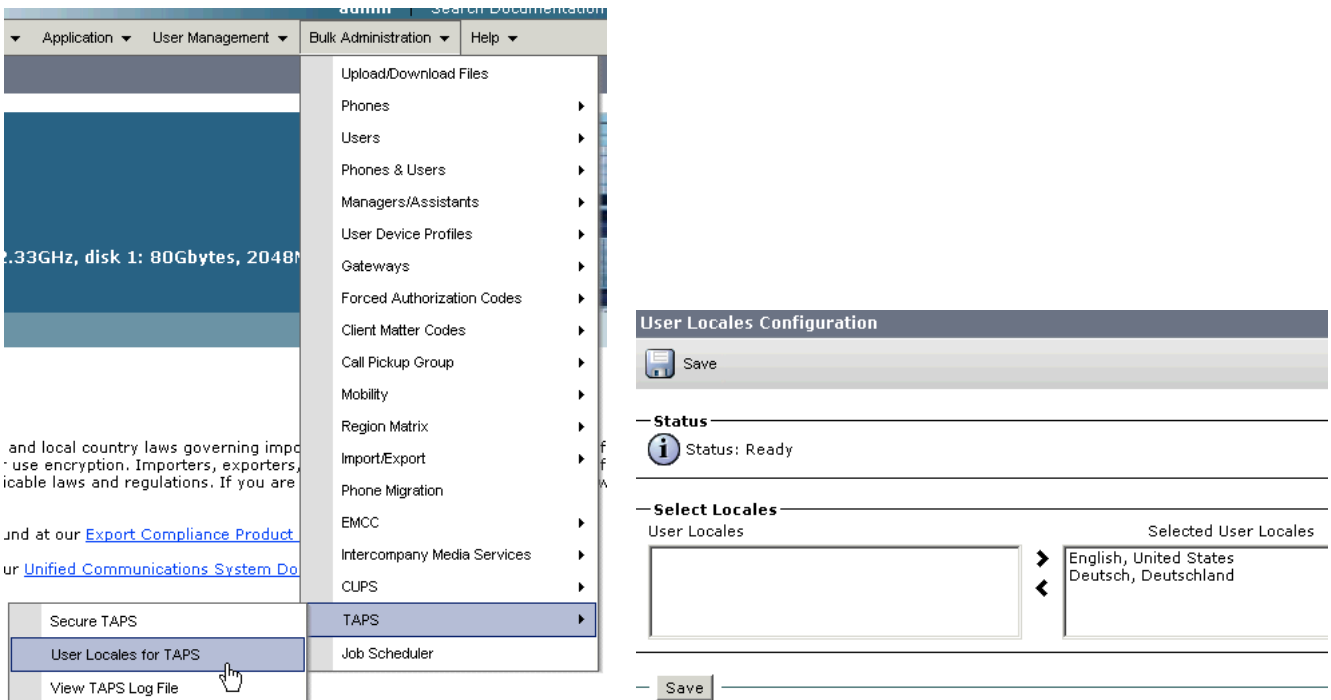 admin | Search Documentation
Application User Management Bulk Administration Help
Upload/Download Files
Phones
Users
Phones & Users
Managers/Assistants
User Device Profiles
Gateways
Forced Authorization Codes
Client Matter Codes
Call Pickup Group
Mobility
Region Matrix
Import/Export
Phone Migration
EMCC
Intercompany Media Services
CUPS
TAPS
Job Scheduler
2.33GHz, disk 1: 80Gbytes, 2048M
and local country laws governing impo
use encryption. Importers, exporters,
icable laws and regulations. If you are
und at our Export Compliance Product
ur Unified Communications System Do
Secure TAPS
User Locales for TAPS
View TAPS Log File
User Locales Configuration
Save
Status
Status: Ready
Select Locales
User Locales
Selected User Locales
English, United States
Deutsch, Deutschland
Save